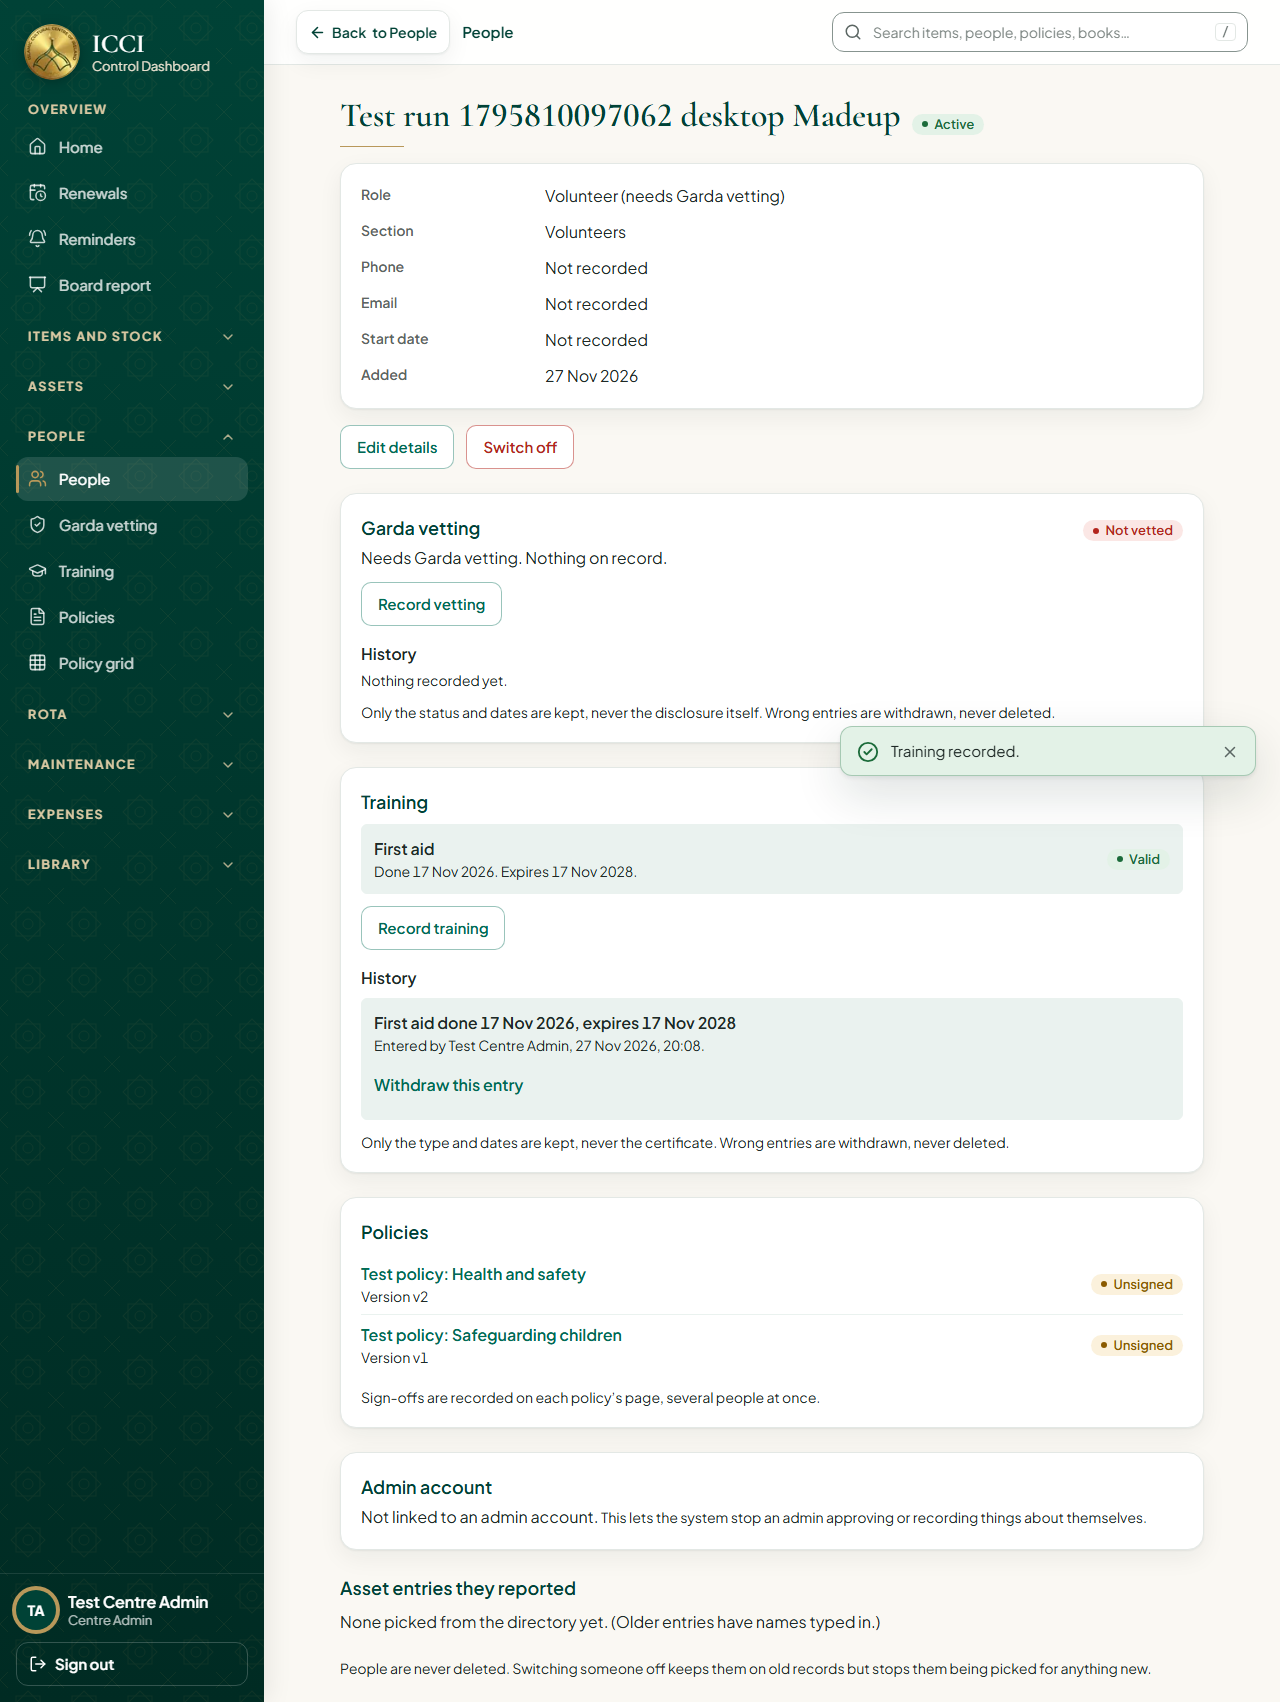 ICCI
Control Dashboard
OVERVIEW
Home
Renewals
Reminders
Board report
ITEMS AND STOCK
ASSETS
PEOPLE
People
Garda vetting
Training
Policies
Policy grid
ROTA
MAINTENANCE
EXPENSES
LIBRARY
TA
Test Centre Admin
Centre Admin
Sign out
Back to People
People
Search items, people, policies, books…
/
Test run 1795810097062 desktop Madeup
Active
Role
Volunteer (needs Garda vetting)
Section
Volunteers
Phone
Not recorded
Email
Not recorded
Start date
Not recorded
Added
27 Nov 2026
Edit details
Switch off
Garda vetting
Not vetted
Needs Garda vetting. Nothing on record.
Record vetting
History
Nothing recorded yet.
Only the status and dates are kept, never the disclosure itself. Wrong entries are withdrawn, never deleted.
Training recorded.
Training
First aid
Done 17 Nov 2026. Expires 17 Nov 2028.
Valid
Record training
History
First aid done 17 Nov 2026, expires 17 Nov 2028
Entered by Test Centre Admin, 27 Nov 2026, 20:08.
Withdraw this entry
Only the type and dates are kept, never the certificate. Wrong entries are withdrawn, never deleted.
Policies
Test policy: Health and safety
Version v2
Unsigned
Test policy: Safeguarding children
Version v1
Unsigned
Sign-offs are recorded on each policy's page, several people at once.
Admin account
Not linked to an admin account. This lets the system stop an admin approving or recording things about themselves.
Asset entries they reported
None picked from the directory yet. (Older entries have names typed in.)
People are never deleted. Switching someone off keeps them on old records but stops them being picked for anything new.